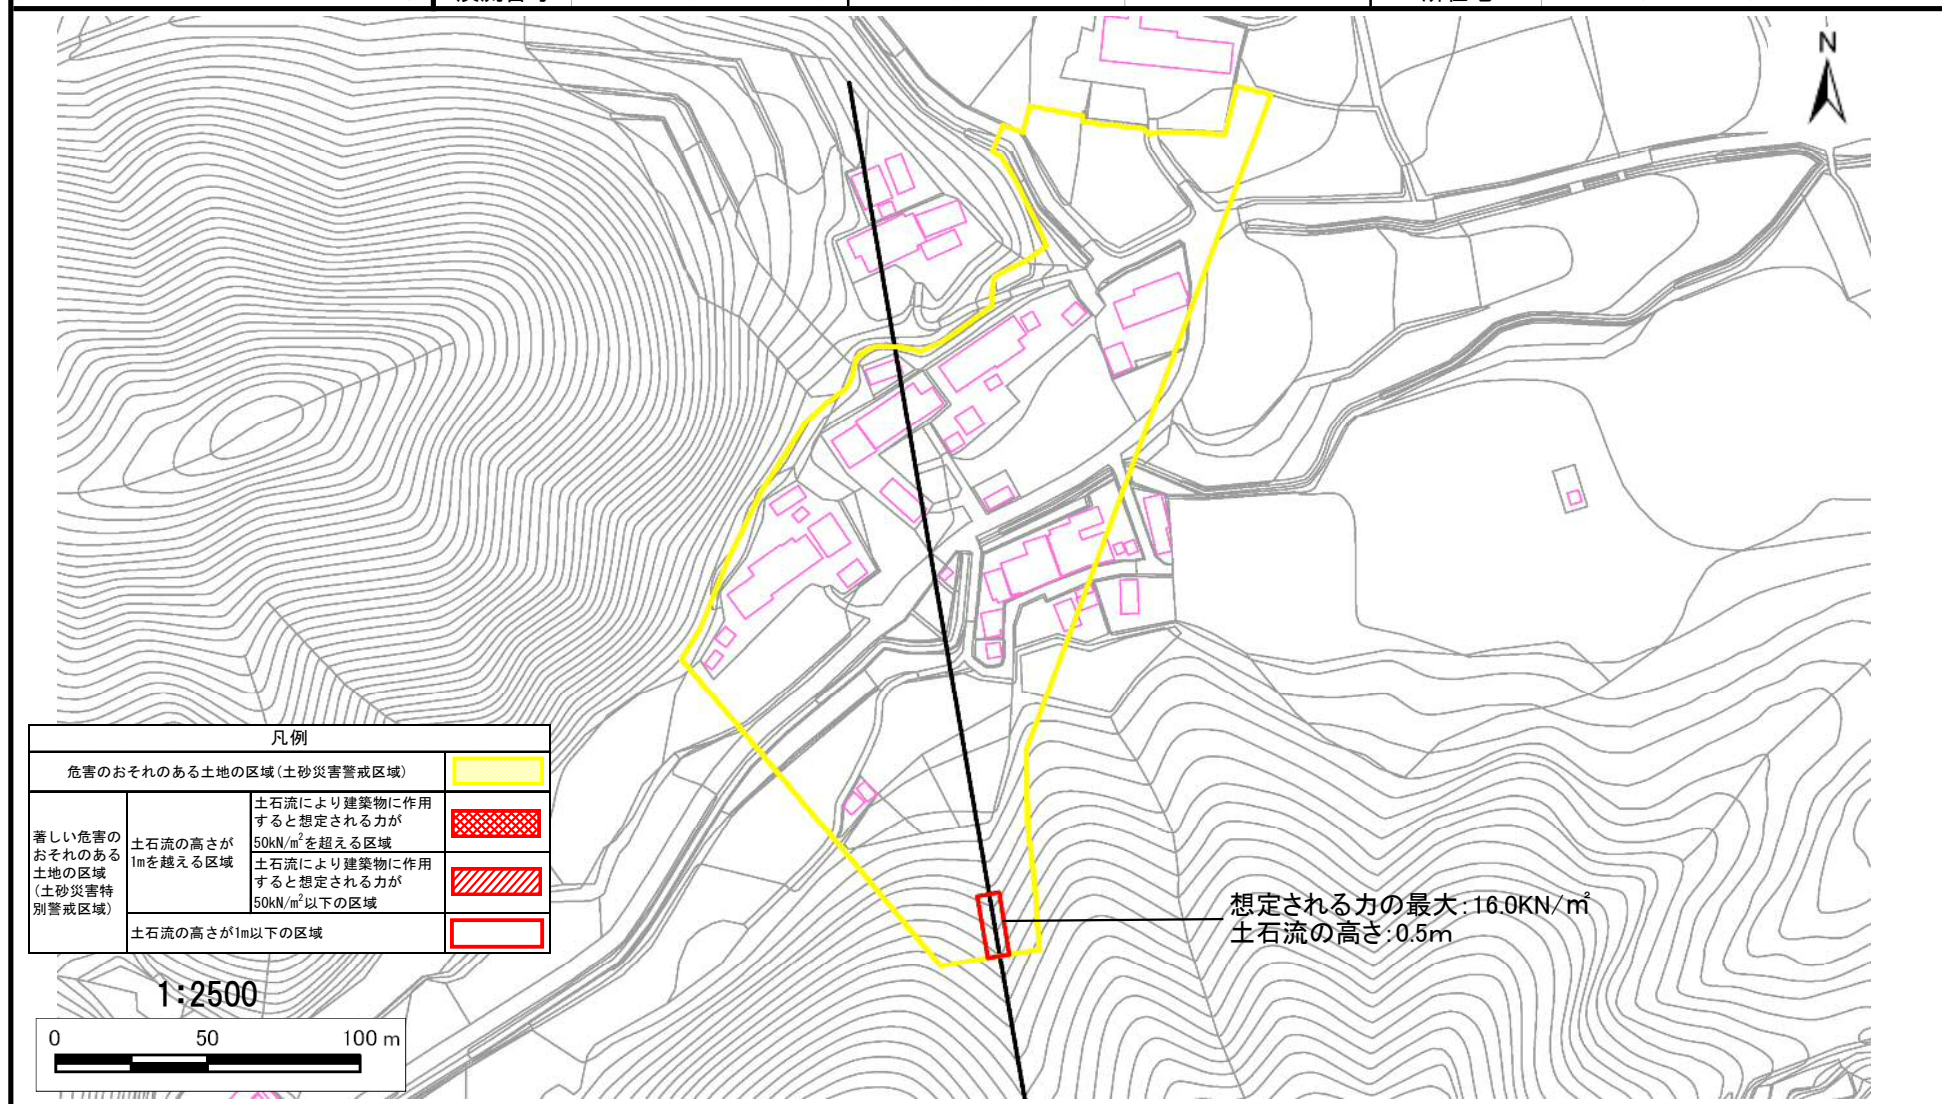 N
凡例
危害のおそれのある土地の区域(土砂災害警戒区域)
著しい危害の
おそれのある
土地の区域
(土砂災害特
別警戒区域)
土石流の高さが
1mを越える区域
土石流により建築物に作用
すると想定される力が
50kN/m²を超える区域
土石流により建築物に作用
すると想定される力が
50kN/m²以下の区域
土石流の高さが1m以下の区域
想定される力の最大:16.0KN/㎡
土石流の高さ:0.5m
1:2500
0 50 100 m